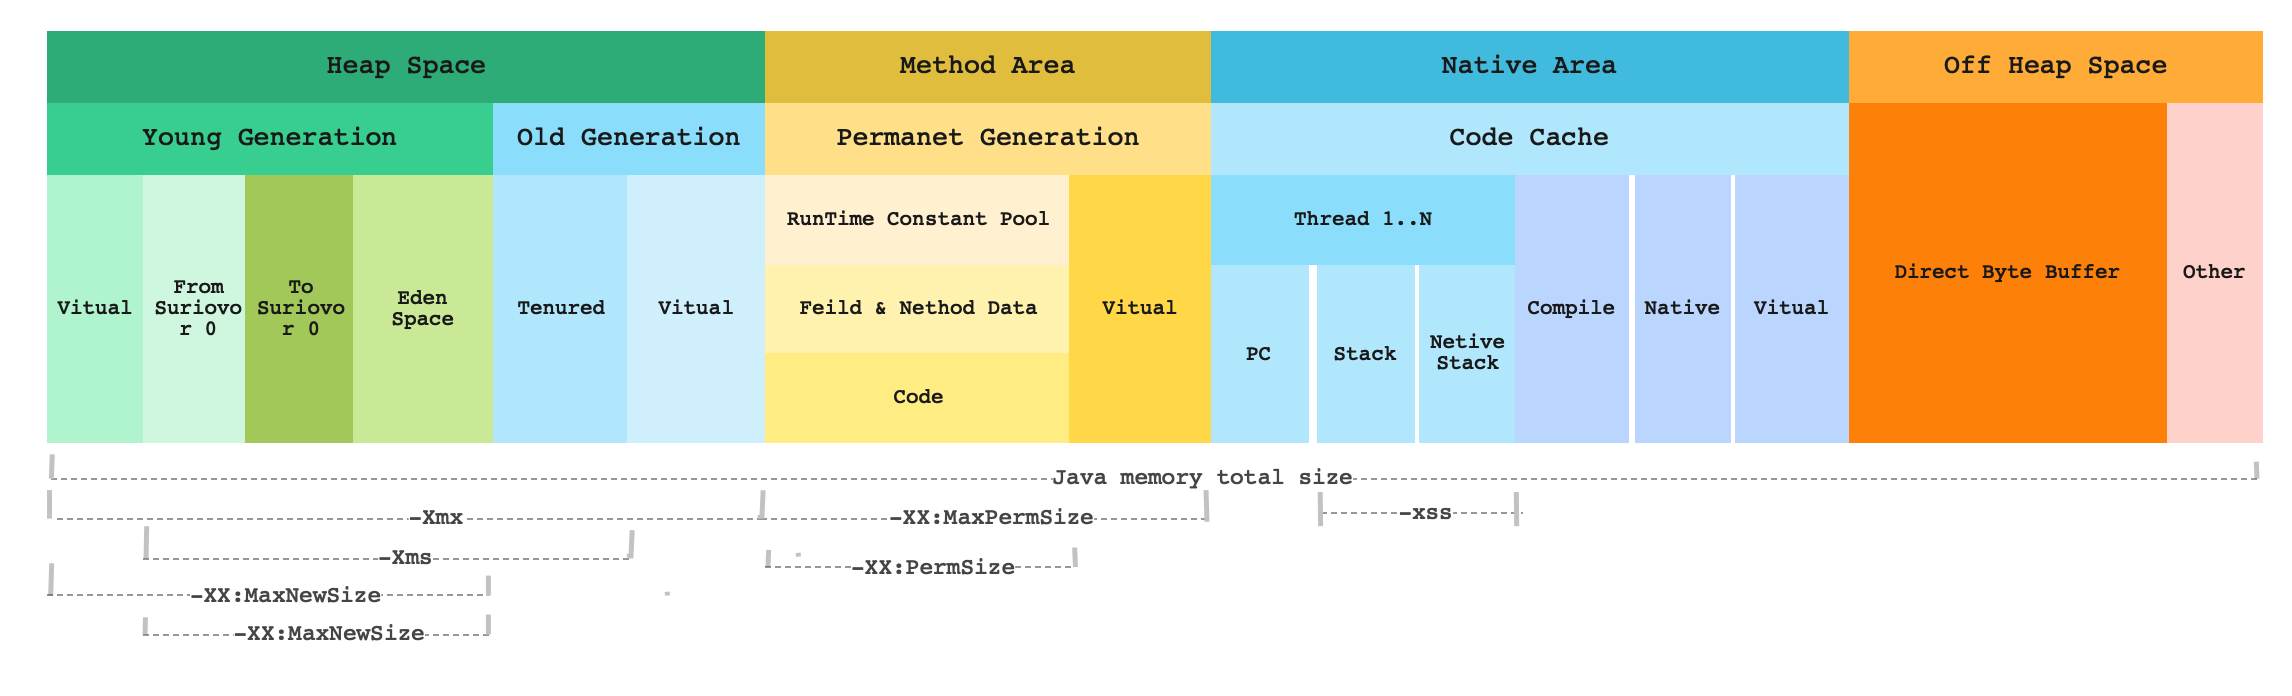 Heap Space
Method Area
Native Area
Off Heap Space
Young Generation
Old Generation
Permanet Generation
Code Cache
Vitual
From
Suriovo
r 0
To
Suriovo
r 0
Eden
Space
Tenured
Vitual
RunTime Constant Pool
Feild & Nethod Data
Code
Vitual
Thread 1..N
PC
Stack
Netive
Stack
Compile
Native
Vitual
Direct Byte Buffer
Other
Java memory total size
-Xmx
-XX:MaxPermSize
-xss
-Xms
-XX:PermSize
-XX:MaxNewSize
-XX:MaxNewSize